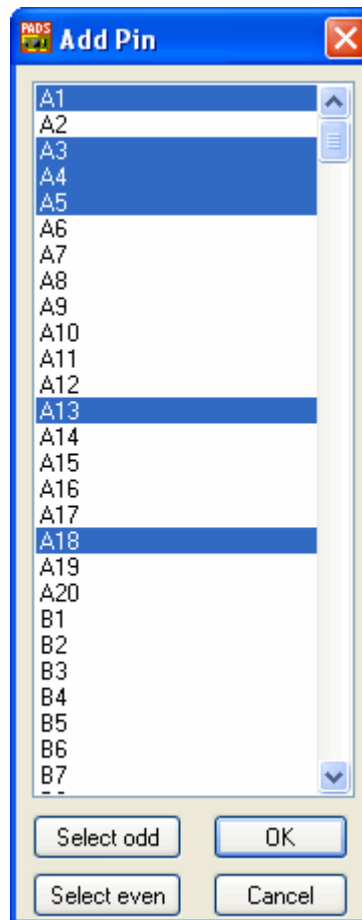 PADS
Add Pin
A1
A2
A3
A4
A5
A6
A7
A8
A9
A10
A11
A12
A13
A14
A15
A16
A17
A18
A19
A20
B1
B2
B3
B4
B5
B6
B7
Select odd
OK
Select even
Cancel